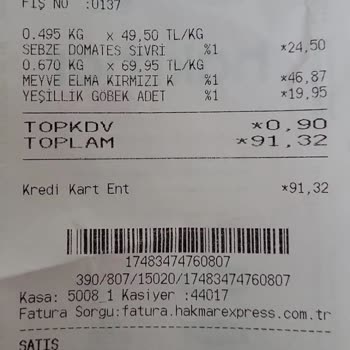 FİŞ NO :0137
0.495 KG x 49,50 TL/KG
SEBZE DOMATES SİVRİ %1 *24,50
0.670 KG x 69,95 TL/KG
MEYVE ELMA KIRMIZI K %1 *46,87
YEŞİLLİK GÖBEK ADET %1 *19,95
TOPKDV *0,90
TOPLAM *91,32
Kredi Kart Ent *91,32
17483474760807
390/807/15020/17483474760807
Kasa: 5008_1 Kasiyer :44017
Fatura Sorgu:fatura.hakmarexpress.com.tr
SATIŞ